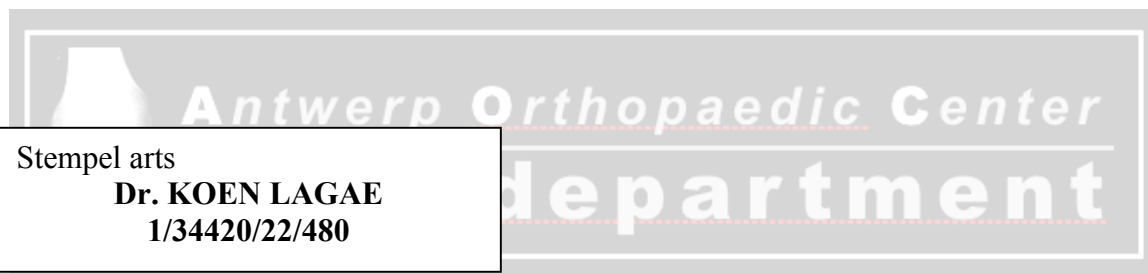 Antwerp Orthopaedic Center
department
Stempel arts
Dr. KOEN LAGAE
1/34420/22/480